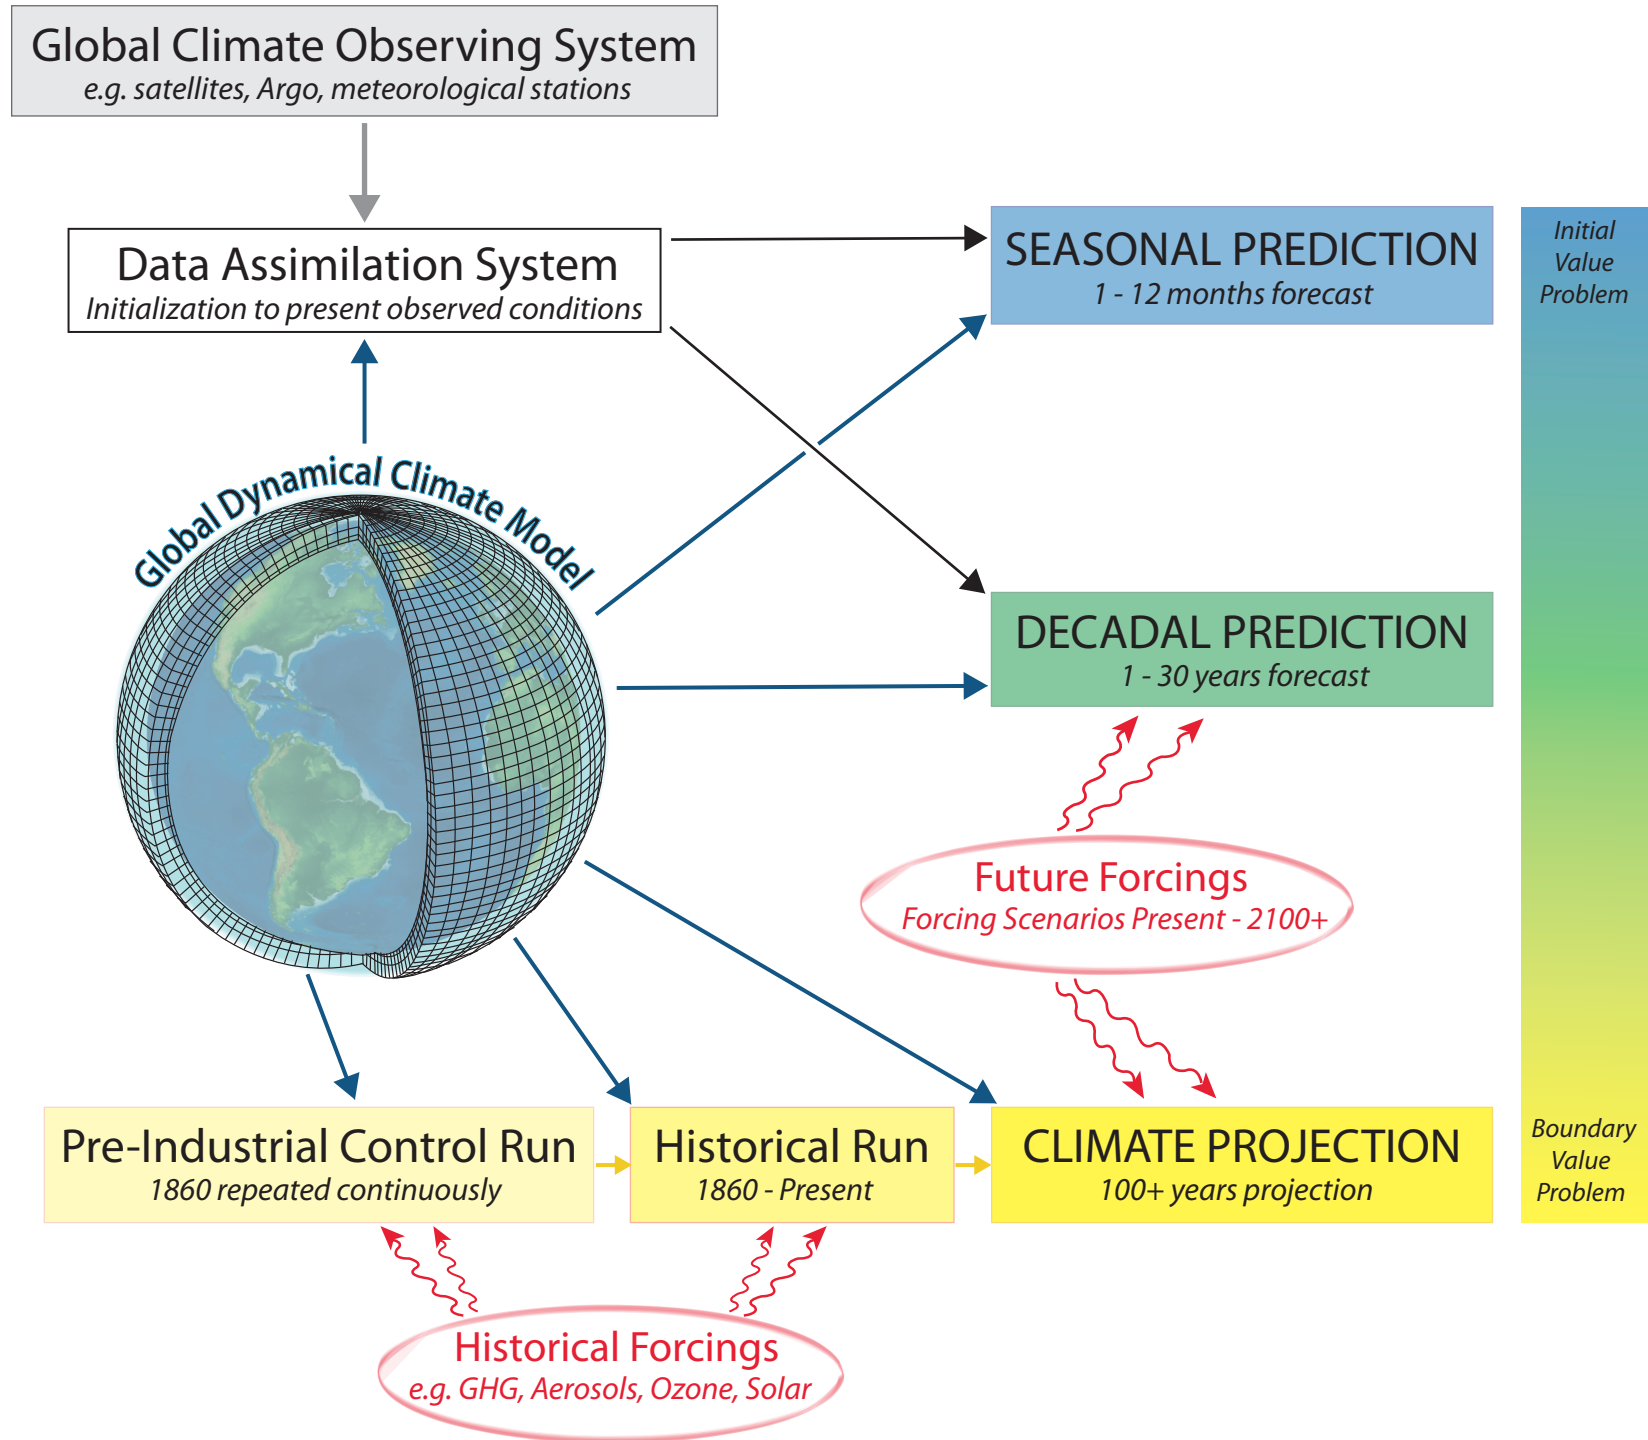 Global Climate Observing System
e.g. satellites, Argo, meteorological stations
Data Assimilation System
Initialization to present observed conditions
SEASONAL PREDICTION
1 - 12 months forecast
Initial
Value
Problem
Global Dynamical Climate Model
DECADAL PREDICTION
1 - 30 years forecast
Future Forcings
Forcing Scenarios Present - 2100+
Pre-Industrial Control Run
1860 repeated continuously
Historical Run
1860 - Present
CLIMATE PROJECTION
100+ years projection
Boundary
Value
Problem
Historical Forcings
e.g. GHG, Aerosols, Ozone, Solar